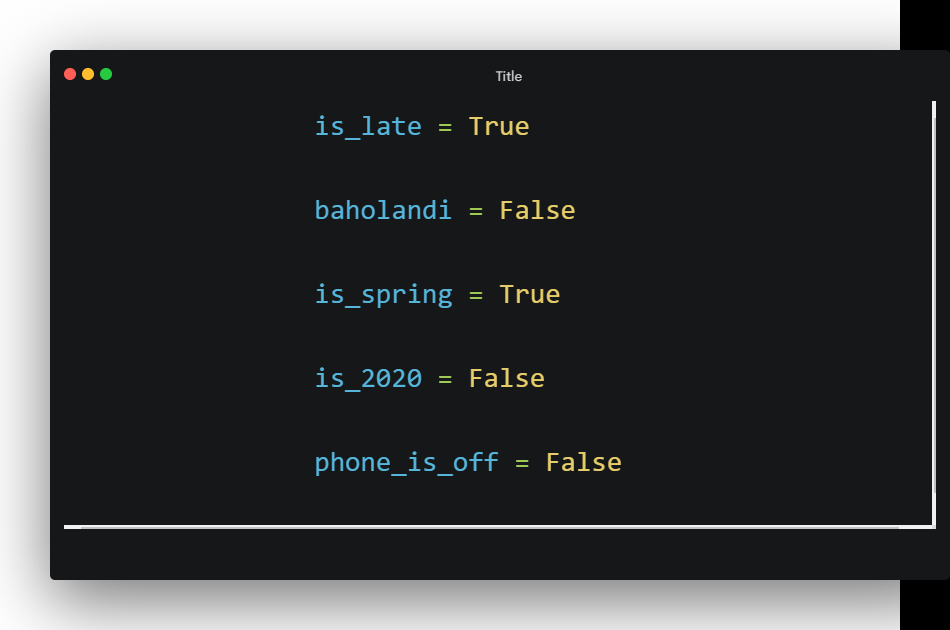 Title
is_late = True
baholandi = False
is_spring = True
is_2020 = False
phone_is_off = False